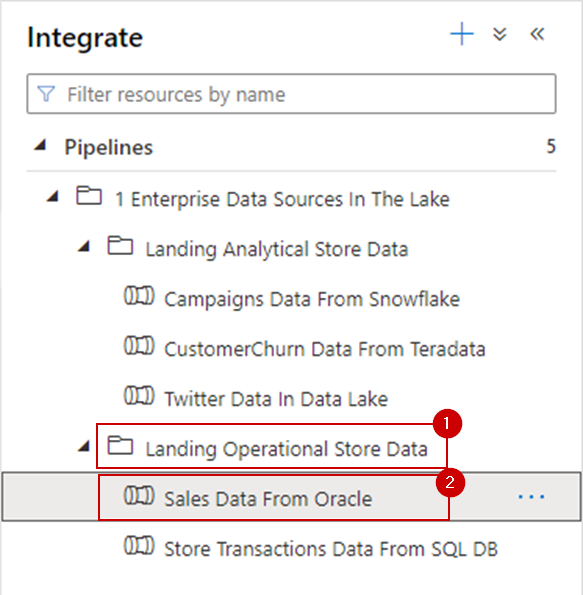 Integrate
Filter resources by name
Pipelines 5
1 Enterprise Data Sources In The Lake
Landing Analytical Store Data
Campaigns Data From Snowflake
CustomerChurn Data From Teradata
Twitter Data In Data Lake
1
Landing Operational Store Data
2
Sales Data From Oracle
Store Transactions Data From SQL DB